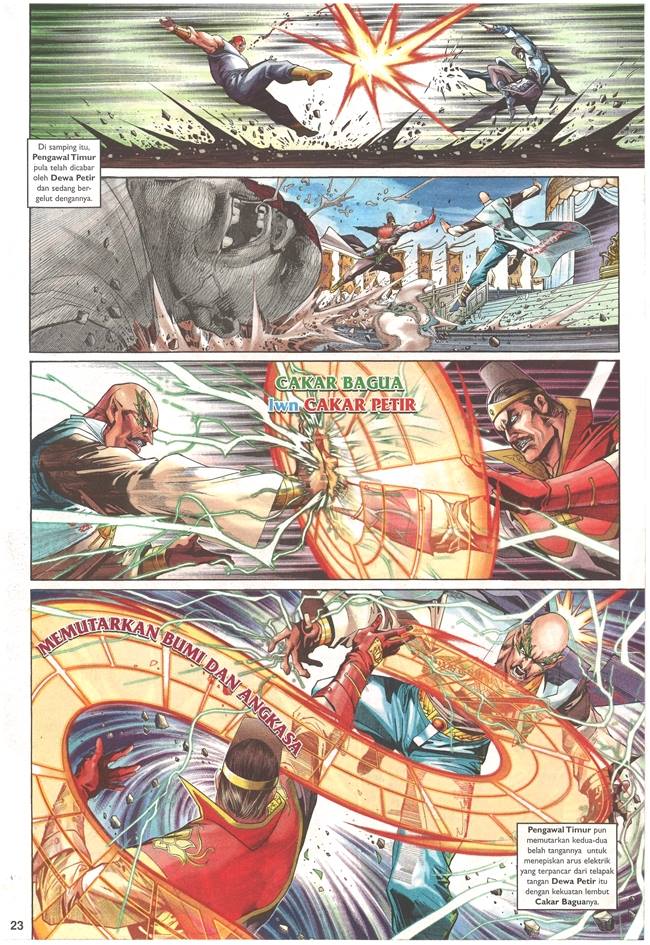 Di samping itu,
Pengawal Timur
pula telah dicabar
oleh Dewa Petir
dan sedang ber-
gelut dengannya.
CAKAR BAGUA
lwn CAKAR PETIR
MEMUTARKAN BUMI DAN ANGKASA
Pengawal Timur pun
memutarkan kedua-dua
belah tangannya untuk
menepiskan arus elektrik
yang terpancar dari telapak
tangan Dewa Petir itu
dengan kekuatan lembut
Cakar Baguanya.
23